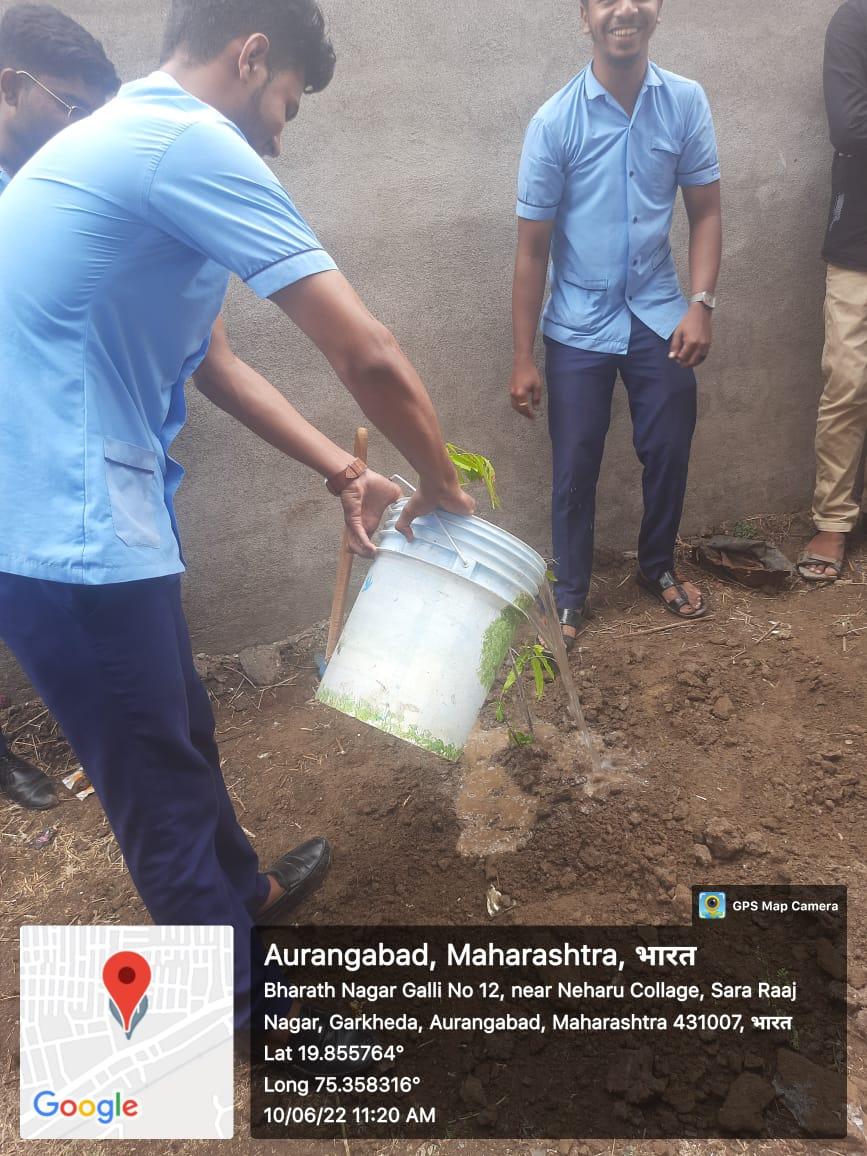 GPS Map Camera
Aurangabad, Maharashtra, भारत
Bharath Nagar Galli No 12, near Neharu Collage, Sara Raaj
Nagar, Garkheda, Aurangabad, Maharashtra 431007, भारत
Lat 19.855764°
Long 75.358316°
10/06/22 11:20 AM
Google